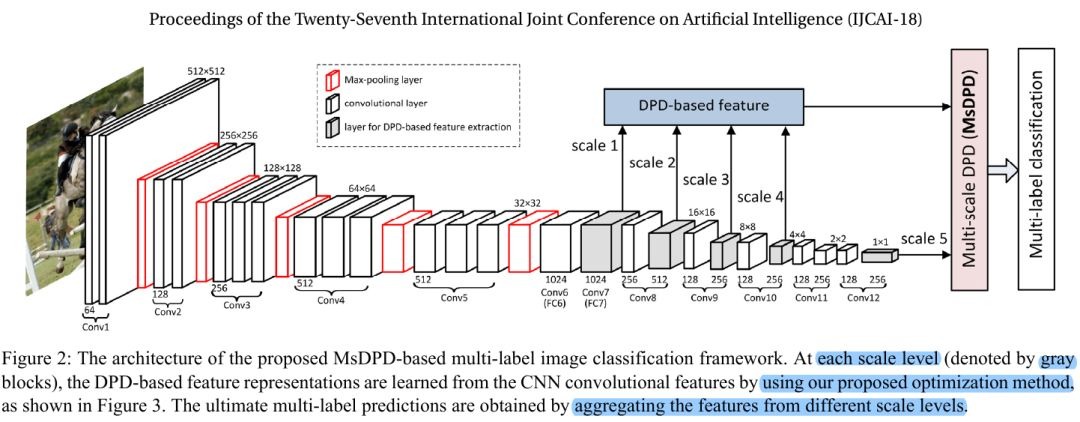 Proceedings of the Twenty-Seventh International Joint Conference on Artificial Intelligence (IJCAI-18)
512×512
256×256
128×128
64×64
32×32
16×16
8×8
4×4
2×2
1×1
Max-pooling layer
convolutional layer
layer for DPD-based feature extraction
DPD-based feature
scale 1
scale 2
scale 3
scale 4
scale 5
Multi-scale DPD (MsDPD)
Multi-label classification
64
Conv1
128
Conv2
256
Conv3
512
Conv4
512
Conv5
1024
Conv6
(FC6)
1024
Conv7
(FC7)
256 512
Conv8
128 256
Conv9
128 256
Conv10
128 256
Conv11
128 256
Conv12
Figure 2: The architecture of the proposed MsDPD-based multi-label image classification framework. At each scale level (denoted by gray
blocks), the DPD-based feature representations are learned from the CNN convolutional features by using our proposed optimization method,
as shown in Figure 3. The ultimate multi-label predictions are obtained by aggregating the features from different scale levels.